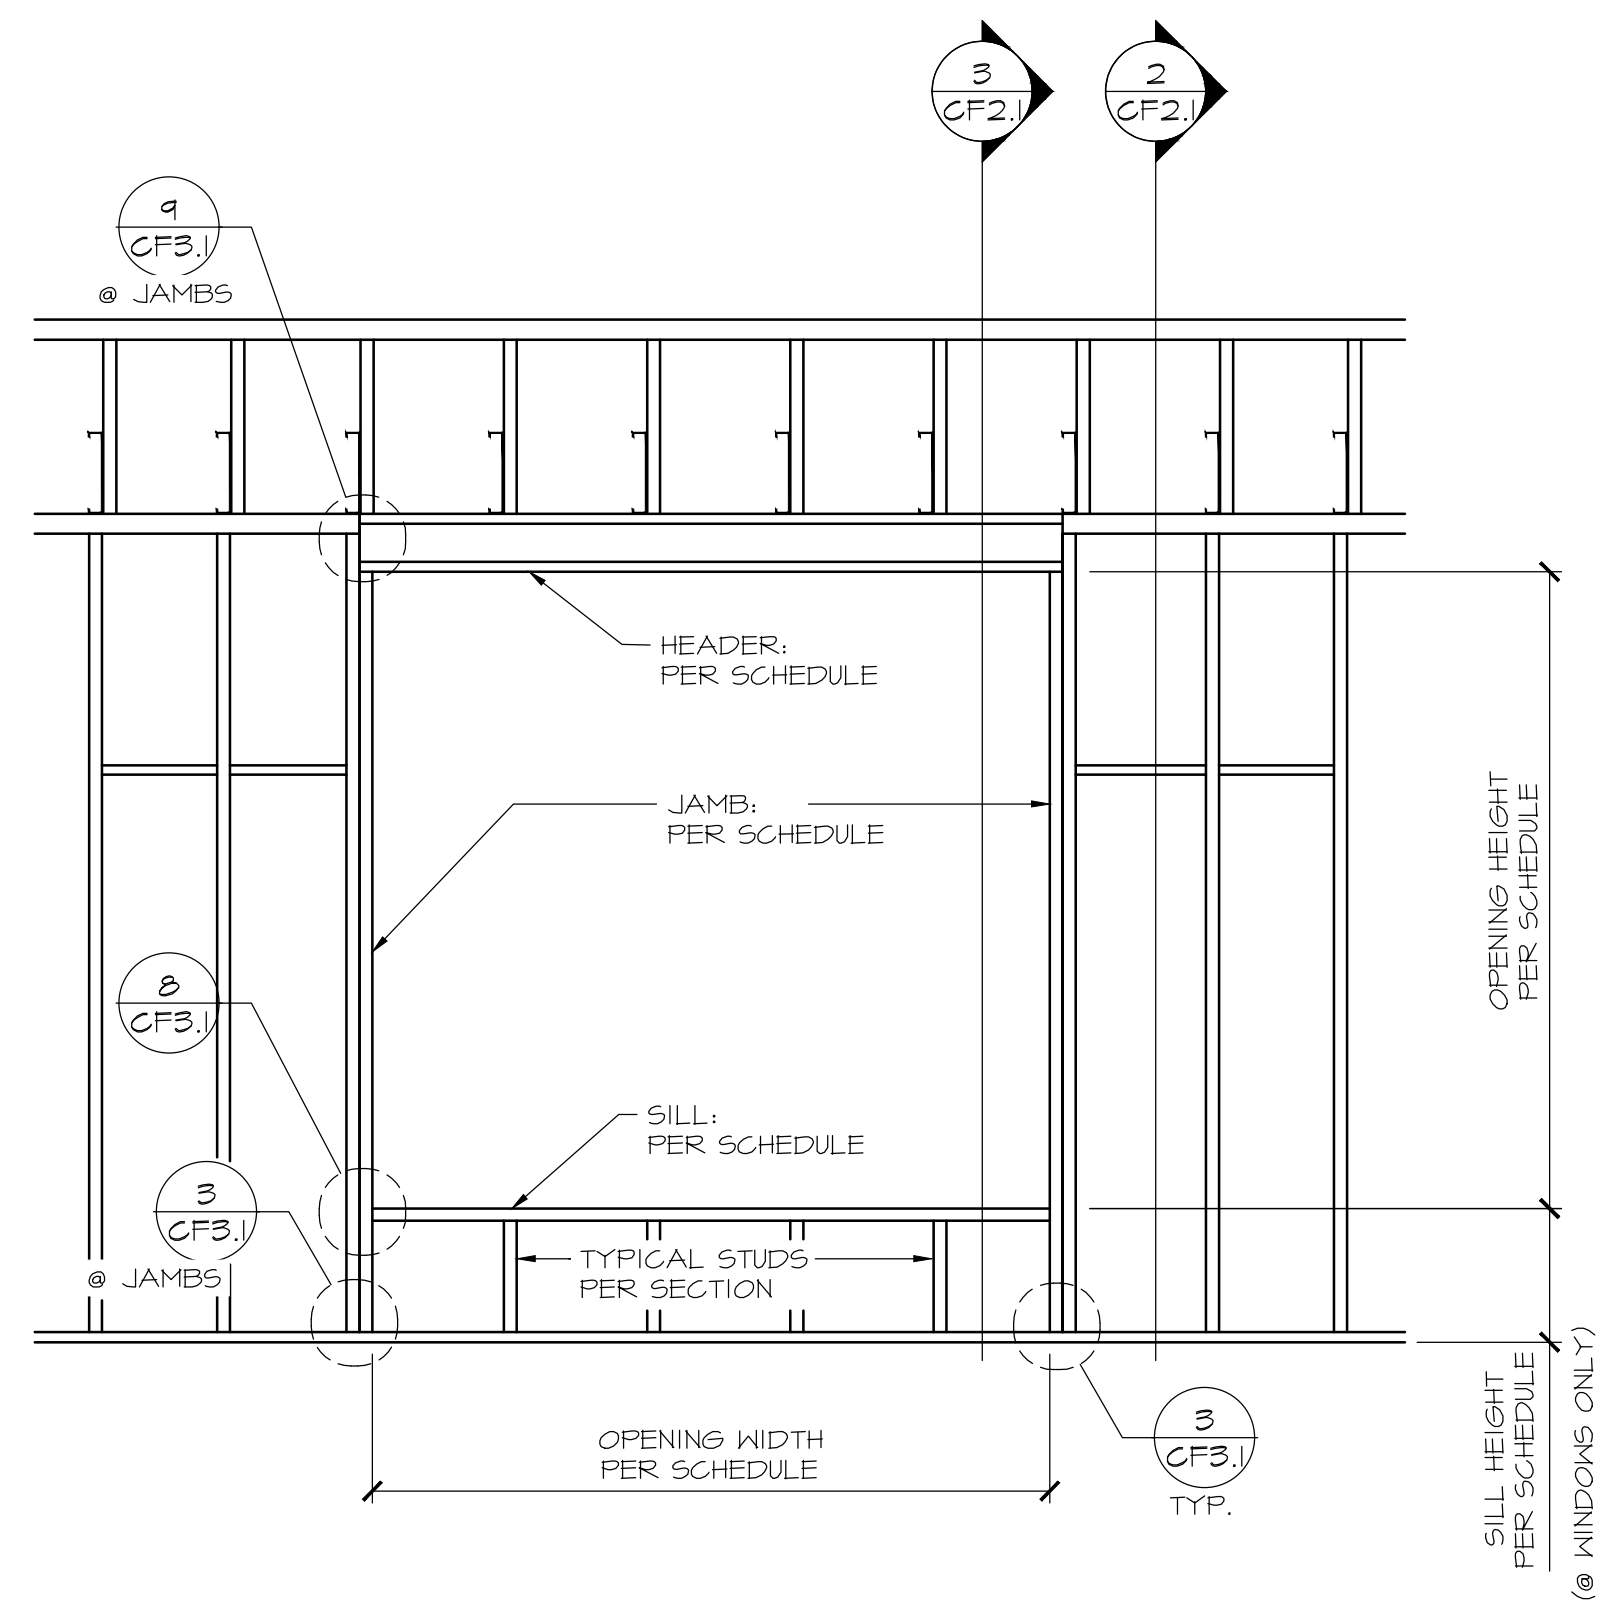 3
CF2.1
2
CF2.1
9
CF3.1
@ JAMBS
HEADER:
PER SCHEDULE
JAMB:
PER SCHEDULE
OPENING HEIGHT
PER SCHEDULE
8
CF3.1
SILL:
PER SCHEDULE
3
CF3.1
@ JAMBS
TYPICAL STUDS
PER SECTION
OPENING WIDTH
PER SCHEDULE
3
CF3.1
TYP.
SILL HEIGHT
PER SCHEDULE
(@ WINDOWS ONLY)